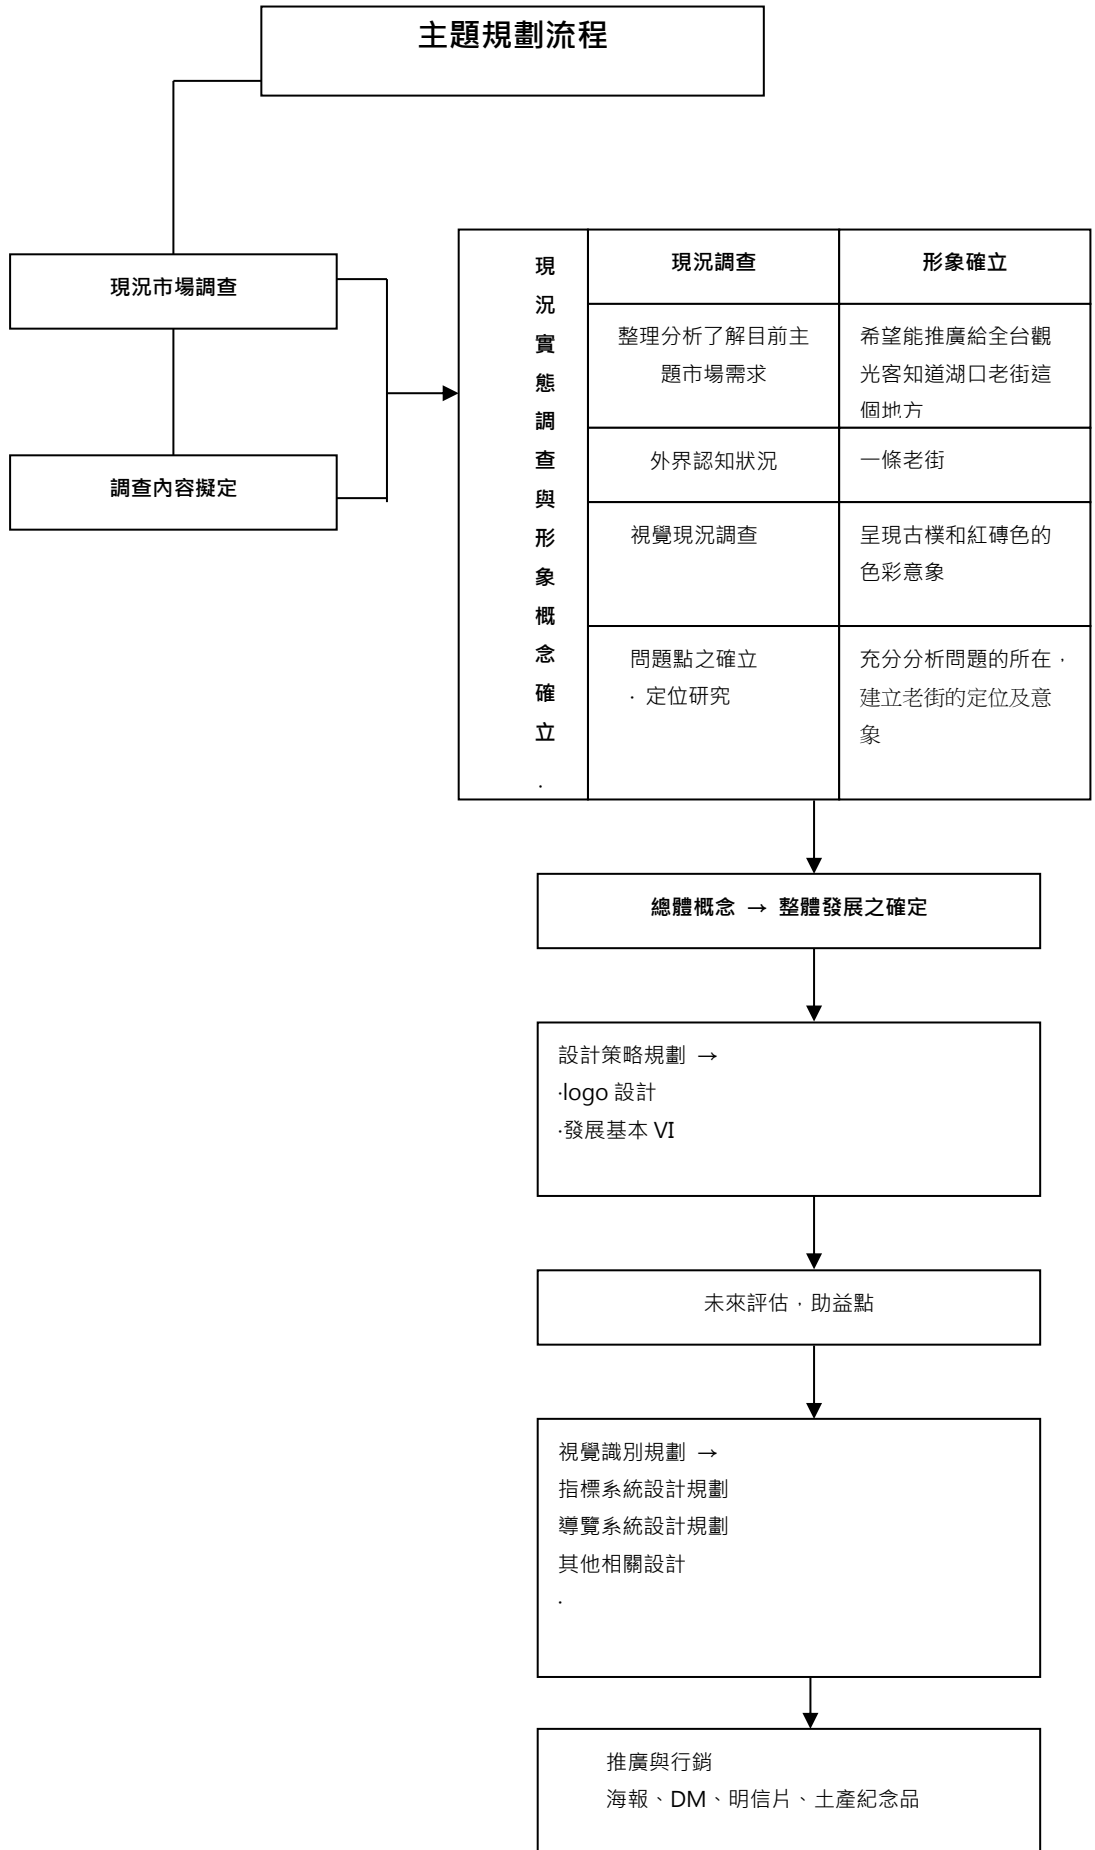 主題規劃流程
現況市場調查
調查內容擬定
現況實態調查與形象概念確立
·
現況調查
形象確立
整理分析了解目前主
題市場需求
希望能推廣給全台觀
光客知道湖口老街這
個地方
外界認知狀況
一條老街
視覺現況調查
呈現古樸和紅磚色的
色彩意象
問題點之確立
· 定位研究
充分分析問題的所在，
建立老街的定位及意
象
總體概念 → 整體發展之確定
設計策略規劃 →
·logo 設計
·發展基本 VI
未來評估，助益點
視覺識別規劃 →
指標系統設計規劃
導覽系統設計規劃
其他相關設計
·
推廣與行銷
海報、DM、明信片、土產紀念品